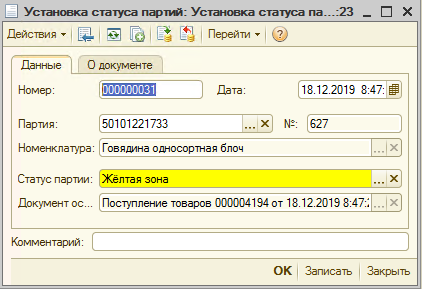 Установка статуса партий: Установка статуса па...:23
Действия Перейти
Данные О документе
Номер: 000000031 Дата: 18.12.2019 8:47:
Партия: 50101221733 ... №: 627
Номенклатура: Говядина односортная блоч ...
Статус партии: Жёлтая зона ...
Документ ос... Поступление товаров 000004194 от 18.12.2019 8:47: ...
Комментарий:
OK Записать Закрыть